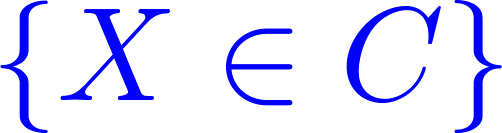 {X ∈ C}